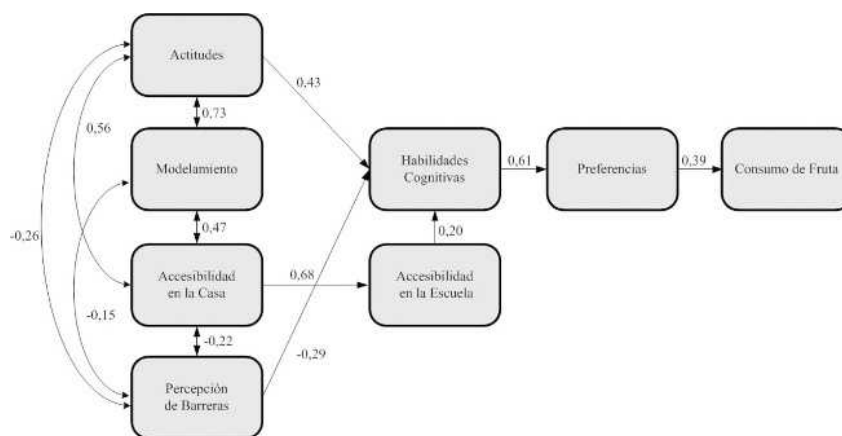 Actitudes
0,43
0,73
0,56
Modelamiento
Habilidades
Cognitivas
0,61
Preferencias
0,39
Consumo de Fruta
-0,26
0,47
0,20
Accesibilidad
en la Casa
0,68
Accesibilidad
en la Escuela
-0,15
-0,22
-0,29
Percepción
de Barreras